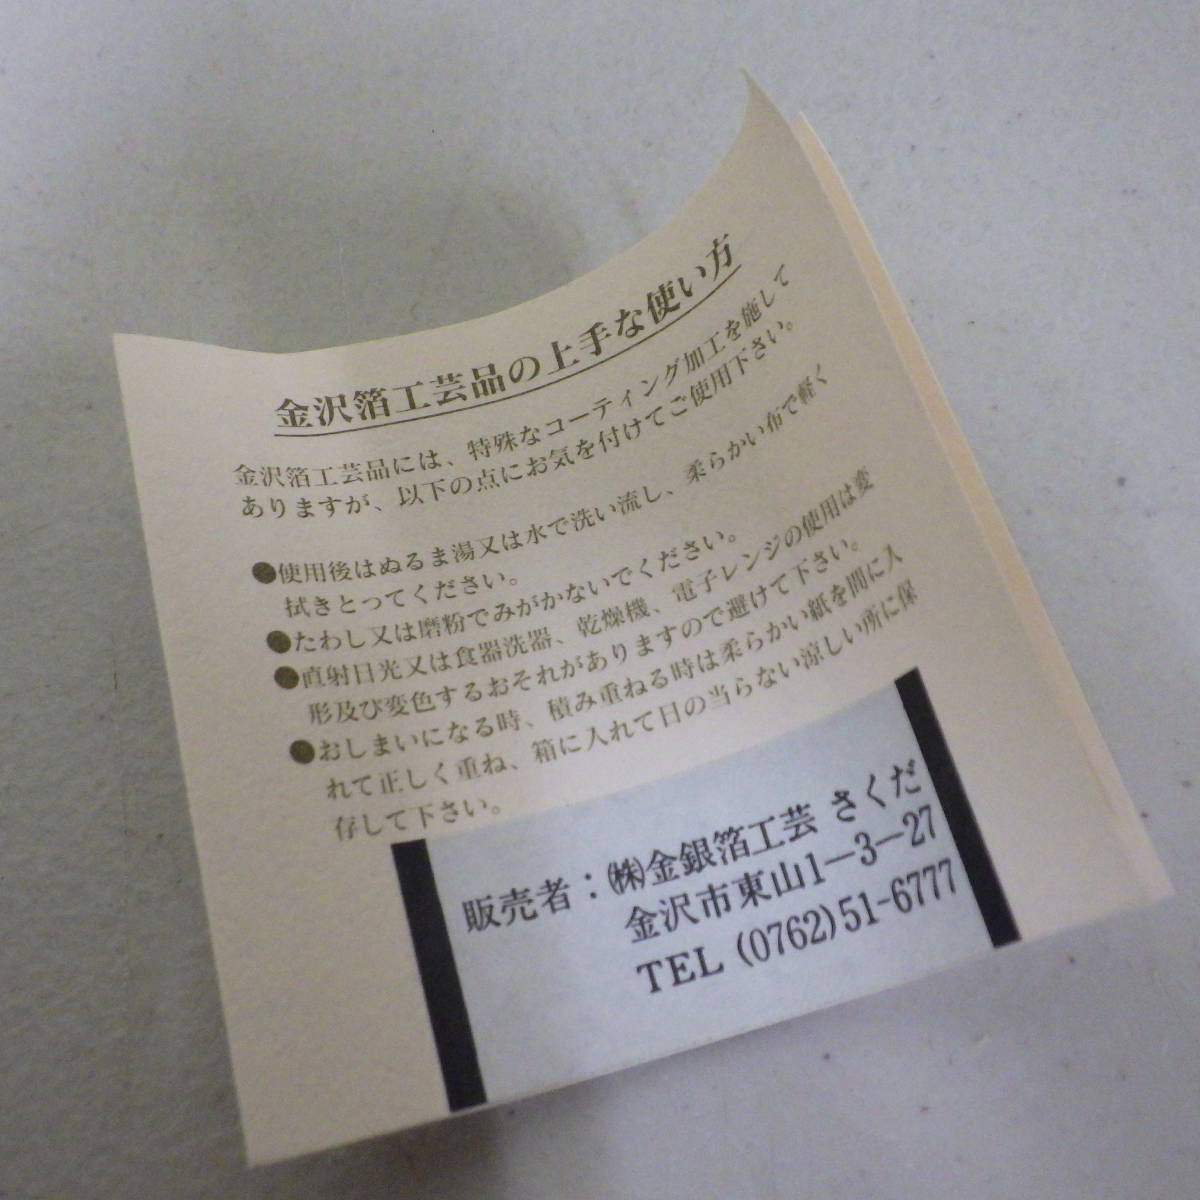 金沢箔工芸品の上手な使い方
金沢箔工芸品には、特殊なコーティング加工を施して
ありますが、以下の点にお気を付けてご使用下さい。
●使用後はぬるま湯又は水で洗い流し、柔らかい布で軽く
拭きとってください。
●たわし又は磨粉でみがかないでください。
●直射日光又は食器洗器、乾燥機、電子レンジの使用は変
形及び変色するおそれがありますので避けて下さい。
●おしまいになる時、積み重ねる時は柔らかい紙を間に入
れて正しく重ね、箱に入れて日の当らない涼しい所に保
存して下さい。
販売者：㈱金銀箔工芸 さくだ
金沢市東山1−3−27
TEL (0762)51-6777